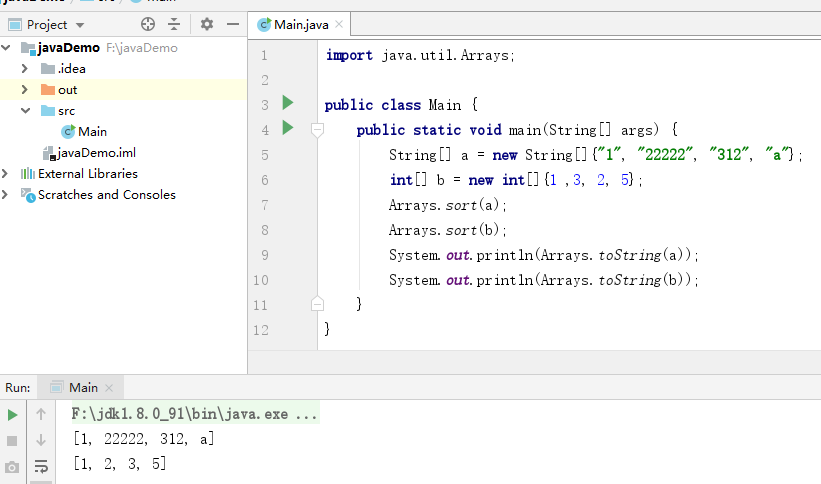 Project
javaDemo F:\javaDemo
.idea
out
src
Main
javaDemo.iml
External Libraries
Scratches and Consoles
Main.java
1 import java.util.Arrays;
2
3 public class Main {
4 public static void main(String[] args) {
5 String[] a = new String[]{"1", "22222", "312", "a"};
6 int[] b = new int[]{1 ,3, 2, 5};
7 Arrays.sort(a);
8 Arrays.sort(b);
9 System.out.println(Arrays.toString(a));
10 System.out.println(Arrays.toString(b));
11 }
12 }
Run: Main
F:\jdk1.8.0_91\bin\java.exe ...
[1, 22222, 312, a]
[1, 2, 3, 5]